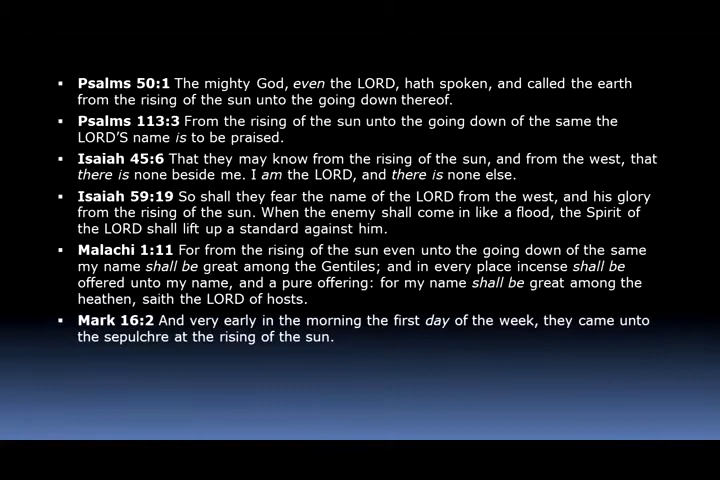 ▪ Psalms 50:1 The mighty God, even the LORD, hath spoken, and called the earth
from the rising of the sun unto the going down thereof.
▪ Psalms 113:3 From the rising of the sun unto the going down of the same the
LORD'S name is to be praised.
▪ Isaiah 45:6 That they may know from the rising of the sun, and from the west, that
there is none beside me. I am the LORD, and there is none else.
▪ Isaiah 59:19 So shall they fear the name of the LORD from the west, and his glory
from the rising of the sun. When the enemy shall come in like a flood, the Spirit of
the LORD shall lift up a standard against him.
▪ Malachi 1:11 For from the rising of the sun even unto the going down of the same
my name shall be great among the Gentiles; and in every place incense shall be
offered unto my name, and a pure offering: for my name shall be great among the
heathen, saith the LORD of hosts.
▪ Mark 16:2 And very early in the morning the first day of the week, they came unto
the sepulchre at the rising of the sun.